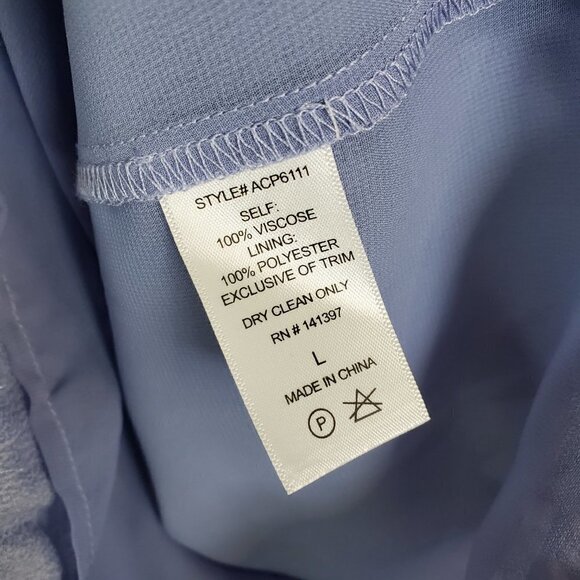 STYLE# ACP6111
SELF:
100% VISCOSE
LINING:
100% POLYESTER
EXCLUSIVE OF TRIM
DRY CLEAN ONLY
RN # 141397
L
MADE IN CHINA
P